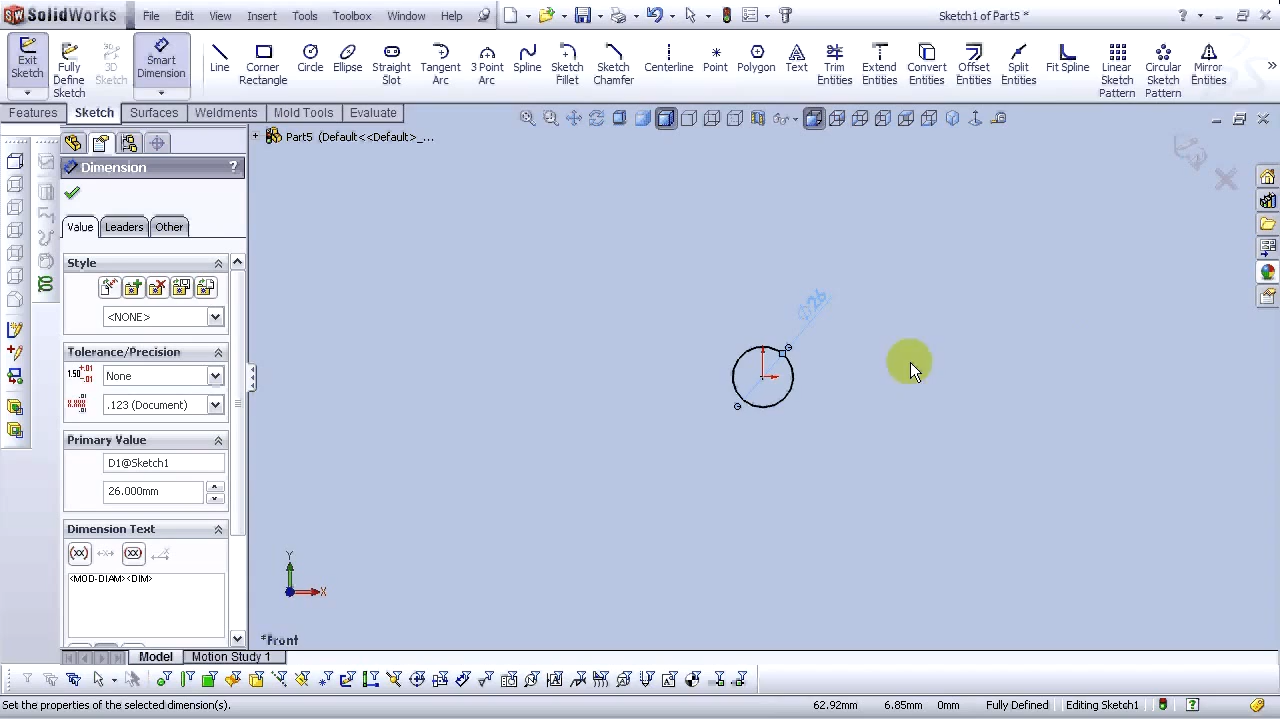 SolidWorks File Edit View Insert Tools Toolbox Window Help Sketch1 of Part5 *
Exit Sketch
Fully Define Sketch
3D Sketch
Smart Dimension
Line
Corner Rectangle
Circle
Ellipse
Straight Slot
Tangent Arc
3 Point Arc
Spline
Sketch Fillet
Sketch Chamfer
Centerline
Point
Polygon
Text
Trim Entities
Extend Entities
Convert Entities
Offset Entities
Split Entities
Fit Spline
Linear Sketch Pattern
Circular Sketch Pattern
Mirror Entities
Features Sketch Surfaces Weldments Mold Tools Evaluate
Part5 (Default<<Default>_...
Dimension ?
Value Leaders Other
Style
<NONE>
Tolerance/Precision
None
.123 (Document)
Primary Value
D1@Sketch1
26.000mm
Dimension Text
(xx) (xx)
<MOD-DIAM><DIM>
Ø26
Y
X
*Front
Model Motion Study 1
Set the properties of the selected dimension(s). 62.92mm 6.85mm 0mm Fully Defined Editing Sketch1